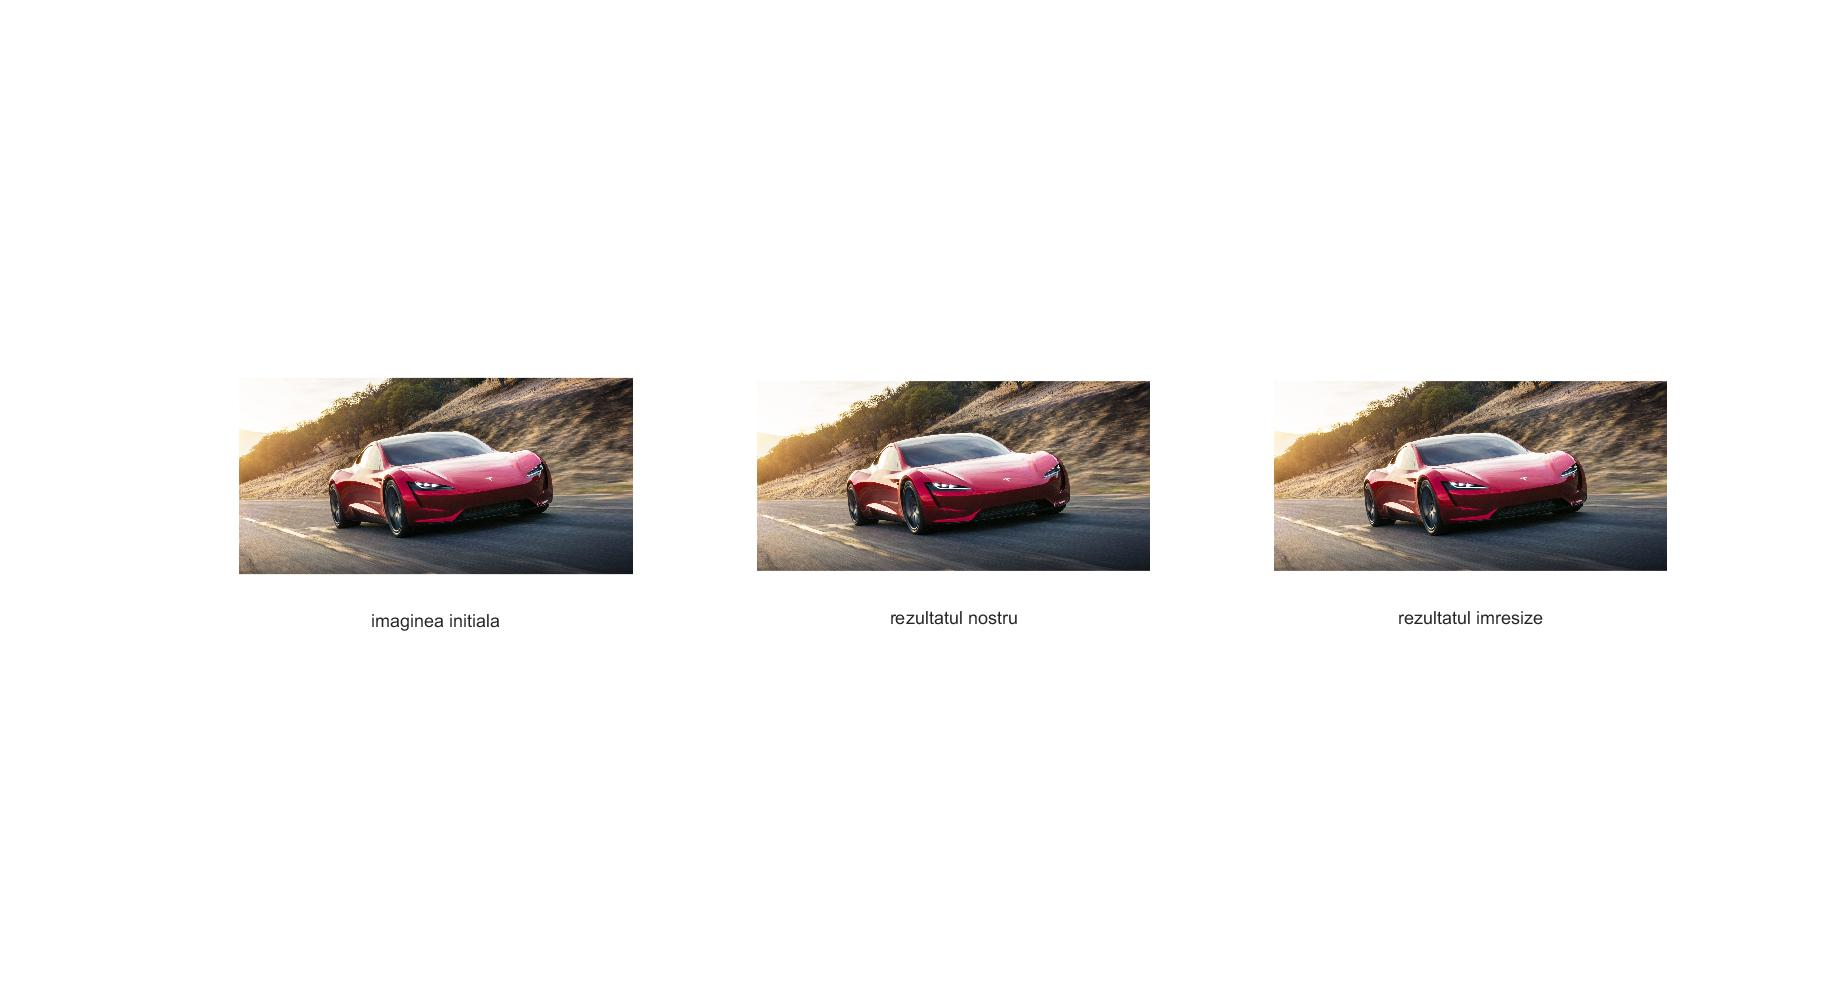 imaginea initiala
rezultatul nostru
rezultatul imresize